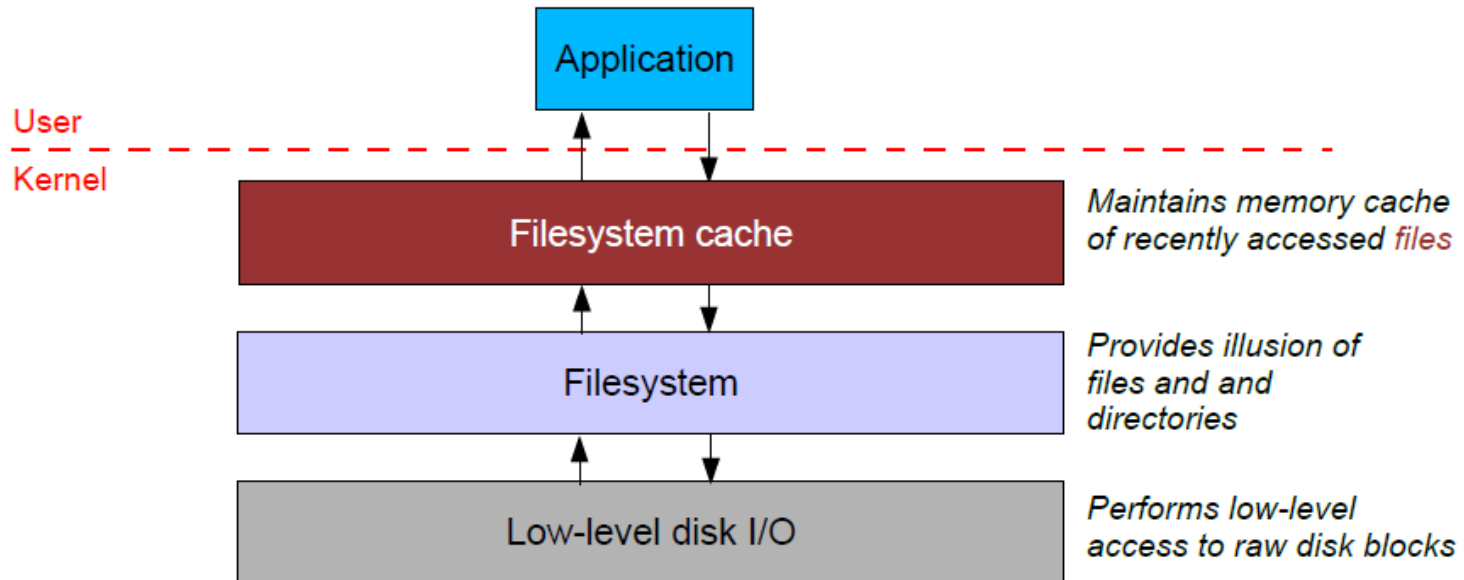 Application
User
Kernel
Filesystem cache
Maintains memory cache
of recently accessed files
Filesystem
Provides illusion of
files and and
directories
Low-level disk I/O
Performs low-level
access to raw disk blocks